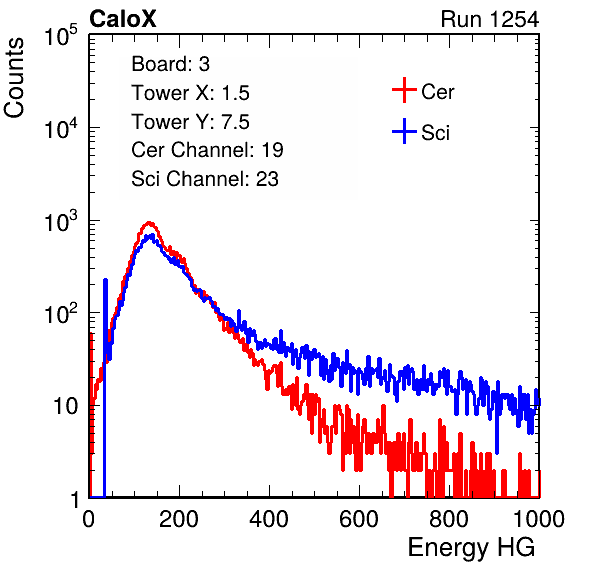 CaloX Run 1254
Counts
10^5
10^4
10^3
10^2
10
1
Board: 3
Tower X: 1.5
Tower Y: 7.5
Cer Channel: 19
Sci Channel: 23
Cer
Sci
0 200 400 600 800 1000
Energy HG